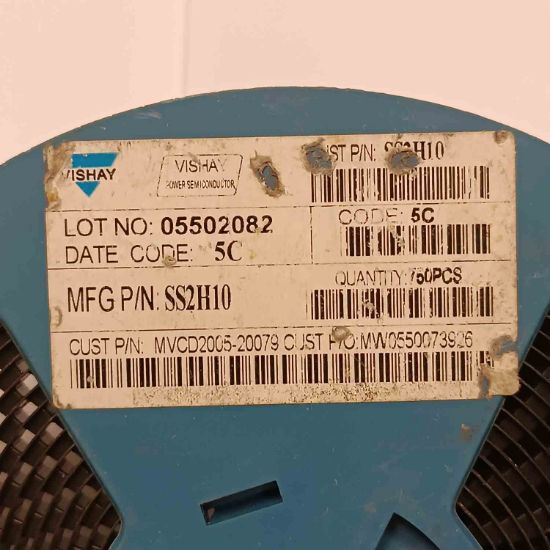 VISHAY
VISHAY
POWER SEMICONDUCTOR
CUST P/N: SS2H10
LOT NO: 05502082
CODE: 5C
DATE CODE: 5C
QUANTITY: 750PCS
MFG P/N: SS2H10
CUST P/N: MVCD2005-20079 CUST P/O: MW0550073926